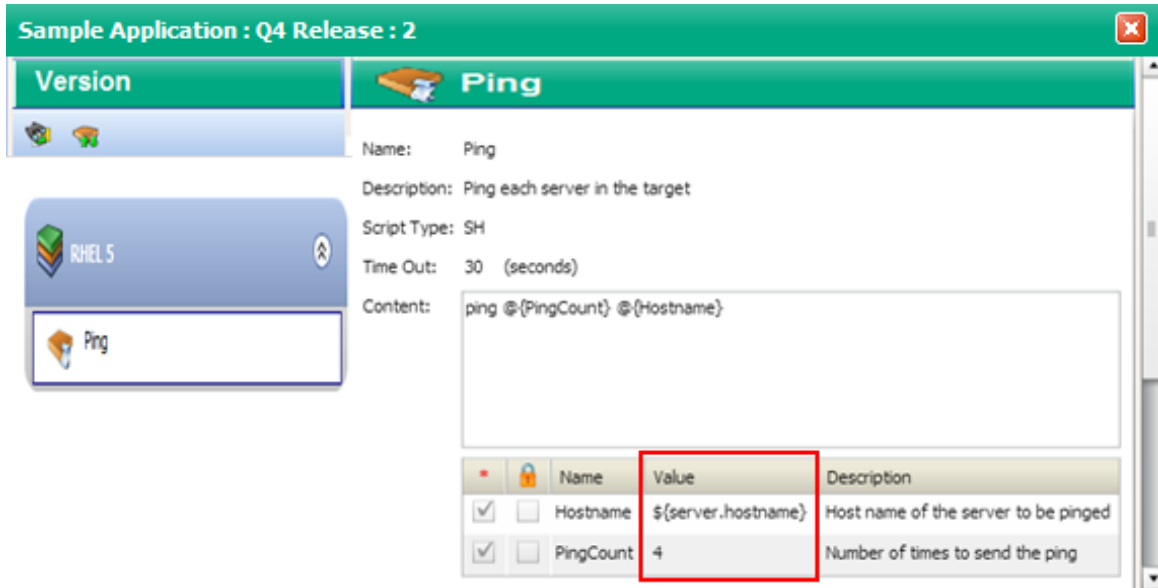 Sample Application : Q4 Release : 2
Version
Ping
Name: Ping
Description: Ping each server in the target
Script Type: SH
RHEL 5
Time Out: 30 (seconds)
Content: ping @{PingCount} @{Hostname}
Ping
* Name Value Description
Hostname ${server.hostname} Host name of the server to be pinged
PingCount 4 Number of times to send the ping